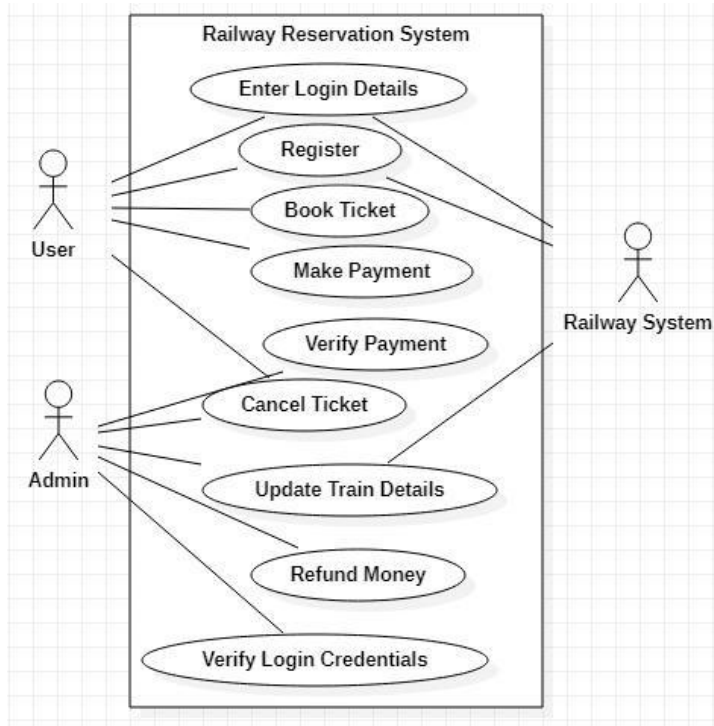 Railway Reservation System
Enter Login Details
Register
Book Ticket
User
Make Payment
Railway System
Verify Payment
Cancel Ticket
Admin
Update Train Details
Refund Money
Verify Login Credentials